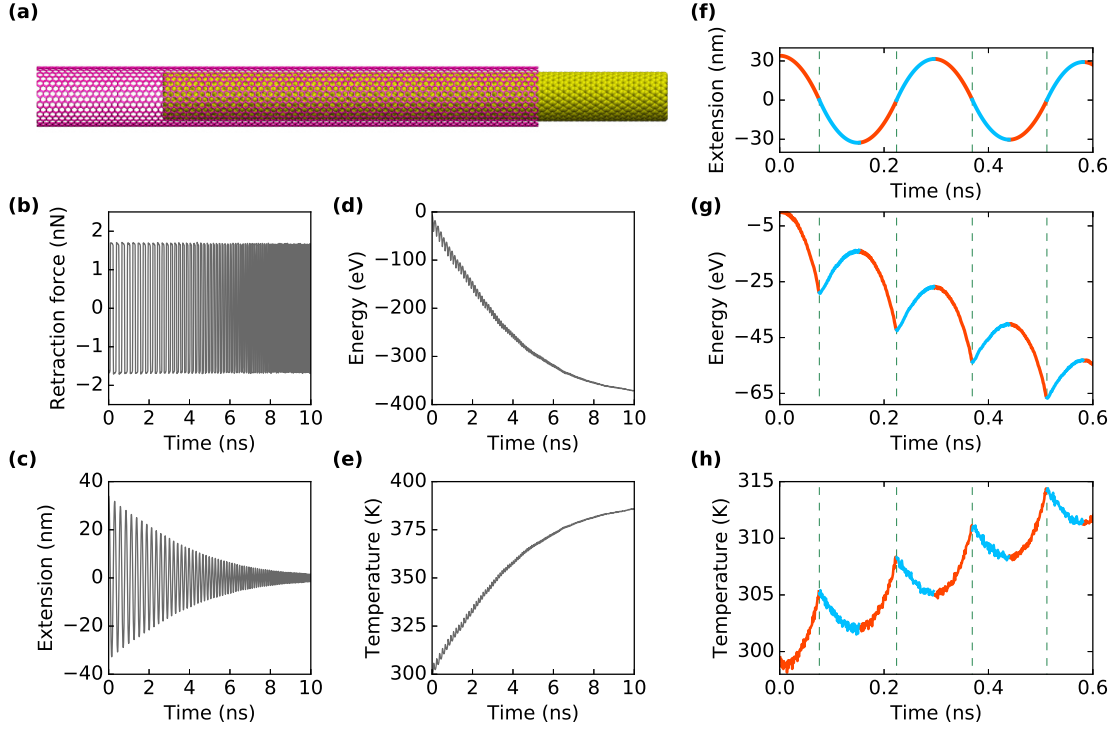 (a)
(b)
Retraction force (nN)
2
1
0
−1
−2
0 2 4 6 8 10
Time (ns)
(c)
Extension (nm)
40
20
0
−20
−40
0 2 4 6 8 10
Time (ns)
(d)
Energy (eV)
0
−100
−200
−300
−400
0 2 4 6 8 10
Time (ns)
(e)
Temperature (K)
400
375
350
325
300
0 2 4 6 8 10
Time (ns)
(f)
Extension (nm)
30
0
−30
0.0 0.2 0.4 0.6
Time (ns)
(g)
Energy (eV)
−5
−25
−45
−65
0.0 0.2 0.4 0.6
Time (ns)
(h)
Temperature (K)
315
310
305
300
0.0 0.2 0.4 0.6
Time (ns)